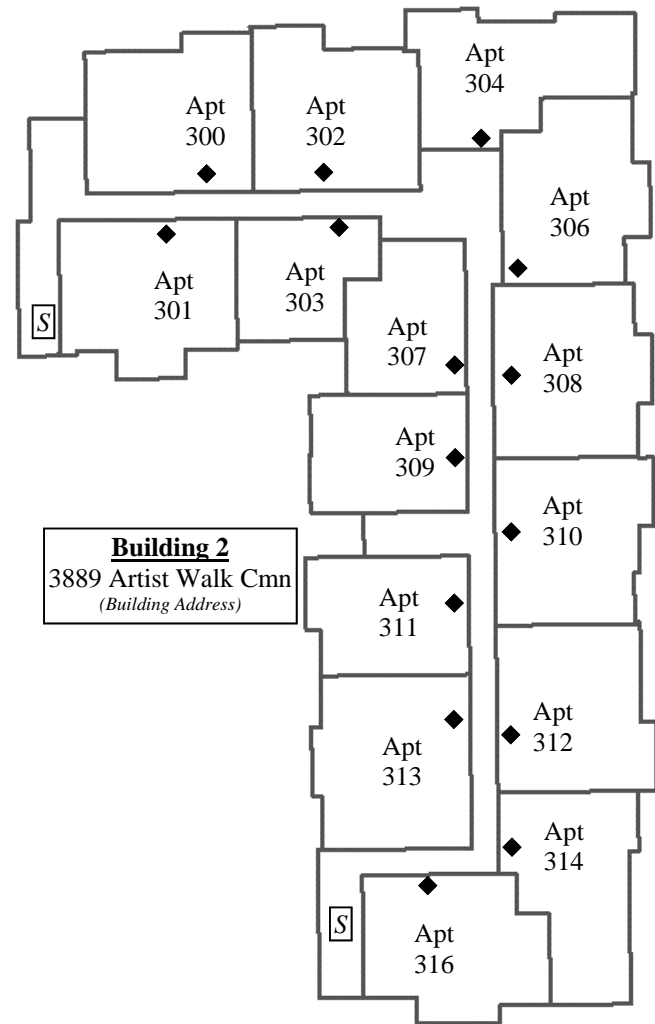 Apt
304
Apt
300
Apt
302
Apt
306
Apt
301
Apt
303
S
Apt
307
Apt
308
Apt
309
Apt
310
Building 2
3889 Artist Walk Cmn
(Building Address)
Apt
311
Apt
312
Apt
313
Apt
314
S
Apt
316